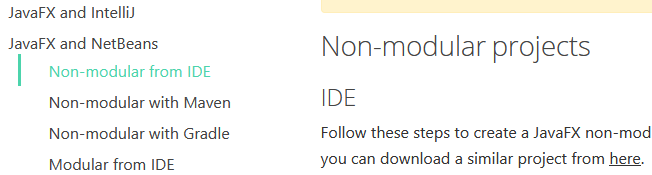 JavaFX and IntelliJ
JavaFX and NetBeans
Non-modular from IDE
Non-modular with Maven
Non-modular with Gradle
Modular from IDE
Non-modular projects
IDE
Follow these steps to create a JavaFX non-mod
you can download a similar project from here.